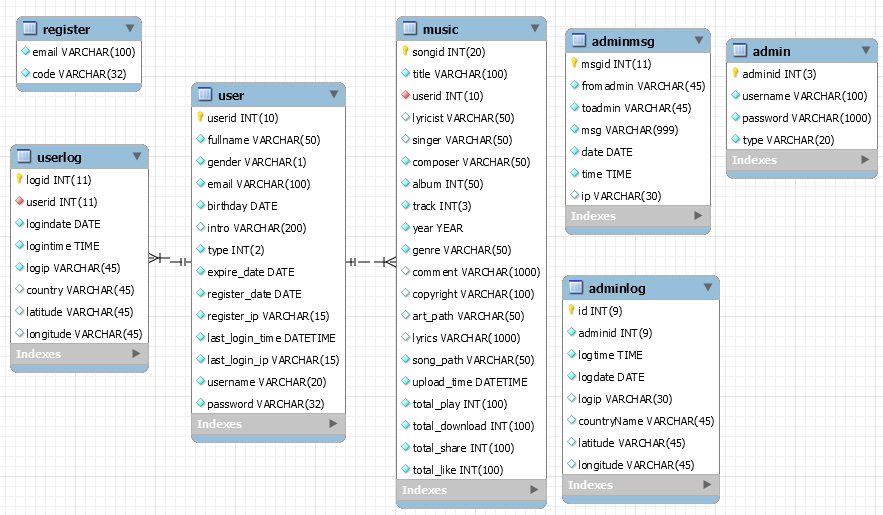 register
email VARCHAR(100)
code VARCHAR(32)
userlog
logid INT(11)
userid INT(11)
logindate DATE
logintime TIME
logip VARCHAR(45)
country VARCHAR(45)
latitude VARCHAR(45)
longitude VARCHAR(45)
Indexes
user
userid INT(10)
fullname VARCHAR(50)
gender VARCHAR(1)
email VARCHAR(100)
birthday DATE
intro VARCHAR(200)
type INT(2)
expire_date DATE
register_date DATE
register_ip VARCHAR(15)
last_login_time DATETIME
last_login_ip VARCHAR(15)
username VARCHAR(20)
password VARCHAR(32)
Indexes
music
songid INT(20)
title VARCHAR(100)
userid INT(10)
lyricist VARCHAR(50)
singer VARCHAR(50)
composer VARCHAR(50)
album INT(50)
track INT(3)
year YEAR
genre VARCHAR(50)
comment VARCHAR(1000)
copyright VARCHAR(100)
art_path VARCHAR(50)
lyrics VARCHAR(1000)
song_path VARCHAR(50)
upload_time DATETIME
total_play INT(100)
total_download INT(100)
total_share INT(100)
total_like INT(100)
Indexes
adminmsg
msgid INT(11)
fromadmin VARCHAR(45)
toadmin VARCHAR(45)
msg VARCHAR(999)
date DATE
time TIME
ip VARCHAR(30)
Indexes
admin
adminid INT(3)
username VARCHAR(100)
password VARCHAR(1000)
type VARCHAR(20)
Indexes
adminlog
id INT(9)
adminid INT(9)
logtime TIME
logdate DATE
logip VARCHAR(30)
countryName VARCHAR(45)
latitude VARCHAR(45)
longitude VARCHAR(45)
Indexes